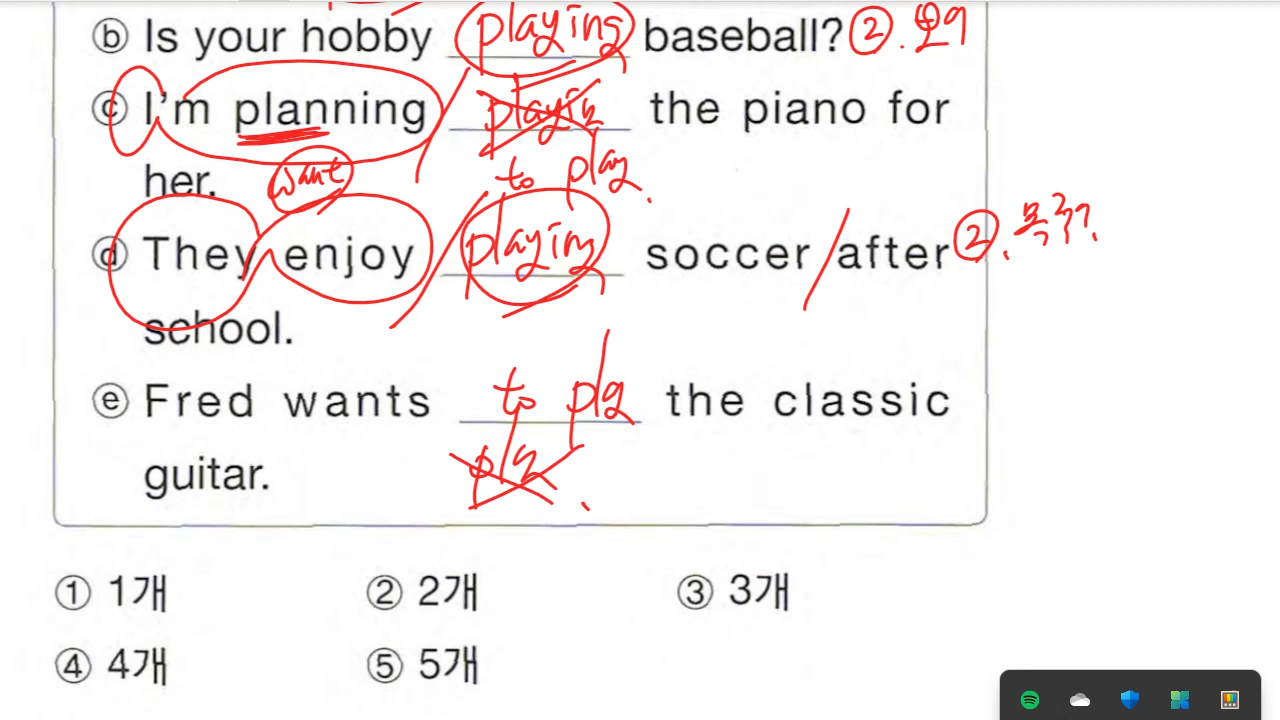 ⓑ Is your hobby playing baseball? ②.보어
ⓒ I'm planning playing the piano for
to play.
her. want
ⓓ They enjoy playing soccer after ②.
school.
ⓔ Fred wants to play the classic
guitar.
① 1개 ② 2개 ③ 3개
④ 4개 ⑤ 5개